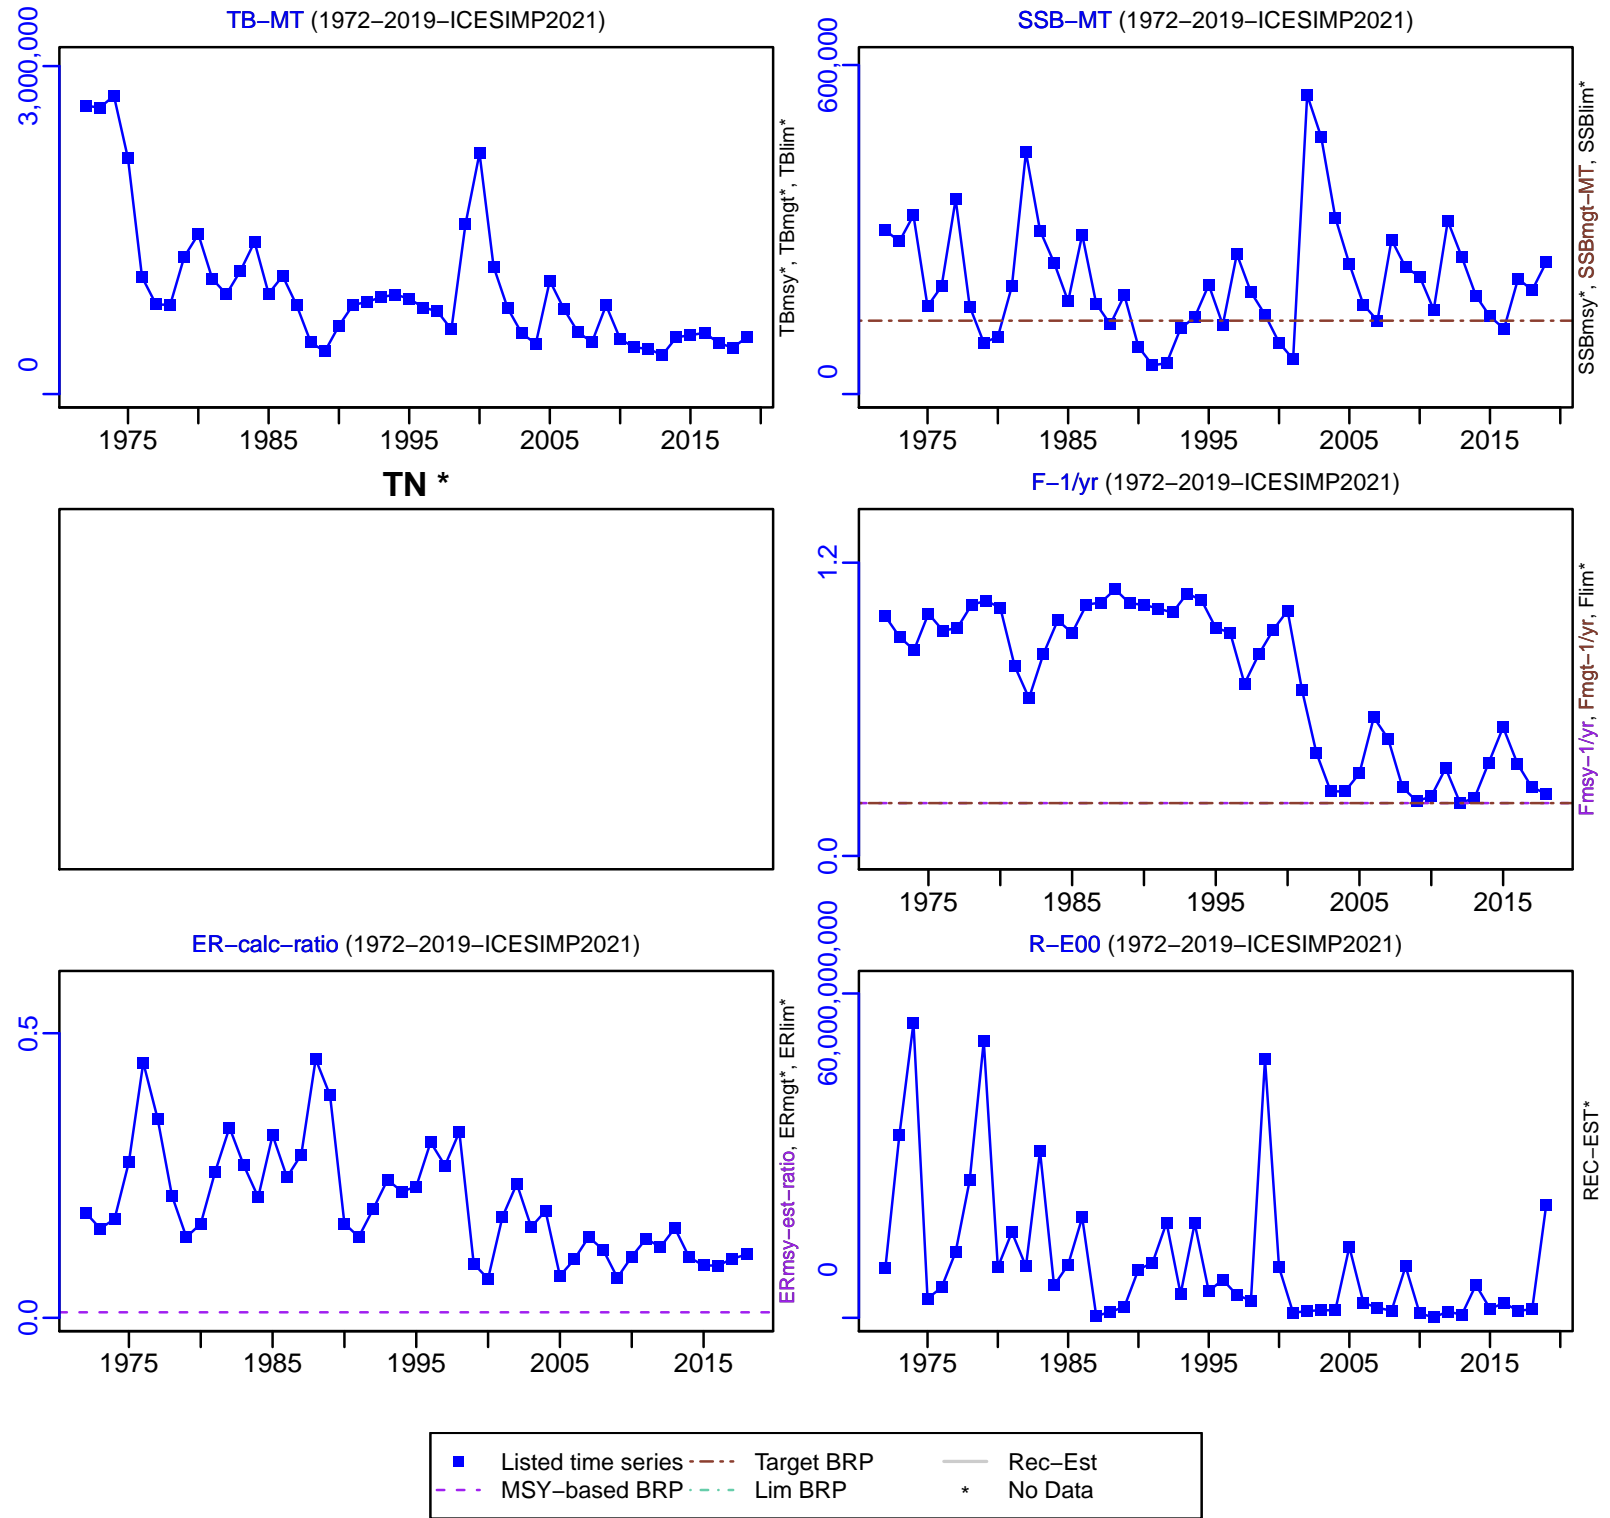 TB−MT (1972−2019−ICESIMP2021)
3,000,000
0
1975 1985 1995 2005 2015
TBmsy*, TBmgt*, TBlim*
SSB−MT (1972−2019−ICESIMP2021)
600,000
0
1975 1985 1995 2005 2015
SSBmsy*, SSBmgt−MT, SSBlim*
TN *
F−1/yr (1972−2019−ICESIMP2021)
1.2
0.0
1975 1985 1995 2005 2015
Fmsy−1/yr, Fmgt−1/yr, Flim*
ER−calc−ratio (1972−2019−ICESIMP2021)
0.5
0.0
1975 1985 1995 2005 2015
ERmsy−est−ratio, ERmgt*, ERlim*
R−E00 (1972−2019−ICESIMP2021)
60,000,000,000
0
1975 1985 1995 2005 2015
REC−EST*
Listed time series Target BRP Rec−Est
MSY−based BRP Lim BRP * No Data